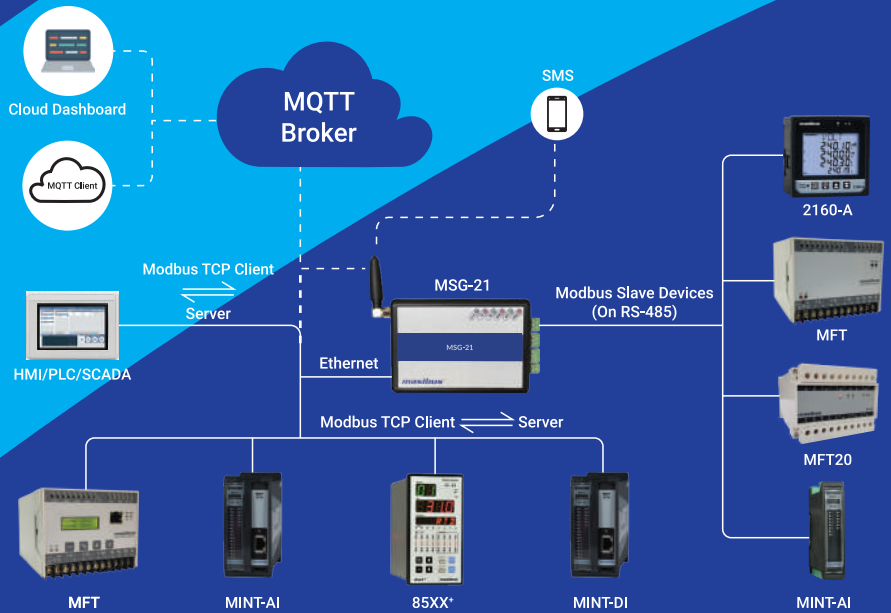 Cloud Dashboard
MQTT Client
MQTT
Broker
SMS
2160-A
Modbus TCP Client
Server
HMI/PLC/SCADA
MSG-21
MSG-21
masibus
Ethernet
Modbus Slave Devices
(On RS-485)
MFT
MFT20
MINT-AI
Modbus TCP Client
Server
MFT
MINT-AI
85XX+
MINT-DI